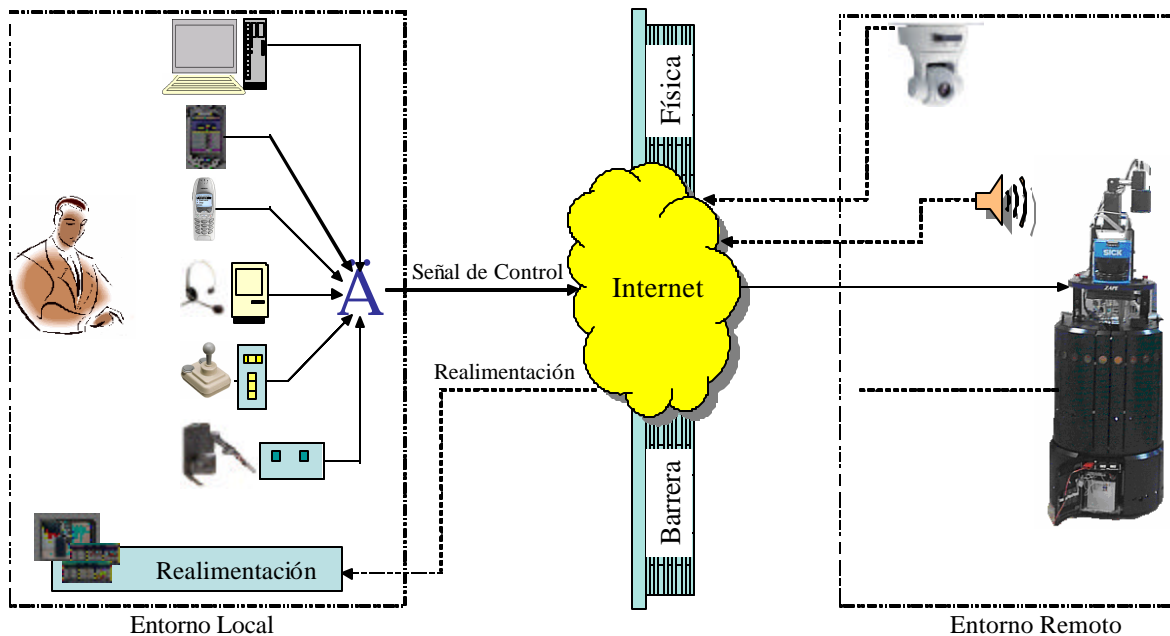 Física
Señal de Control
Ä
Internet
Realimentación
Barrera
Realimentación
SICK
Entorno Local
Entorno Remoto